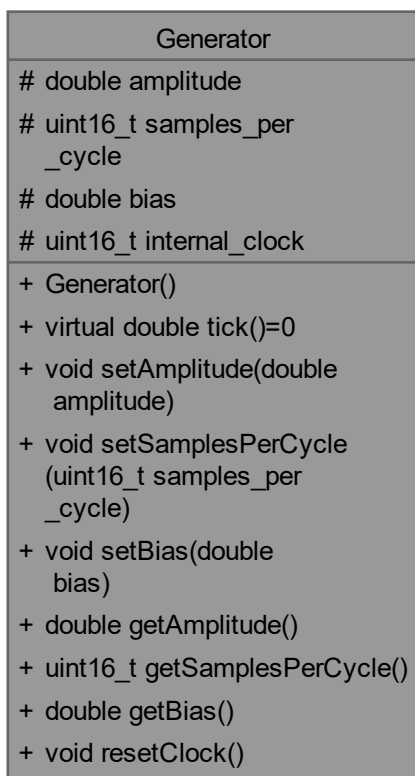 Generator
# double amplitude
# uint16_t samples_per
_cycle
# double bias
# uint16_t internal_clock
+ Generator()
+ virtual double tick()=0
+ void setAmplitude(double
amplitude)
+ void setSamplesPerCycle
(uint16_t samples_per
_cycle)
+ void setBias(double
bias)
+ double getAmplitude()
+ uint16_t getSamplesPerCycle()
+ double getBias()
+ void resetClock()